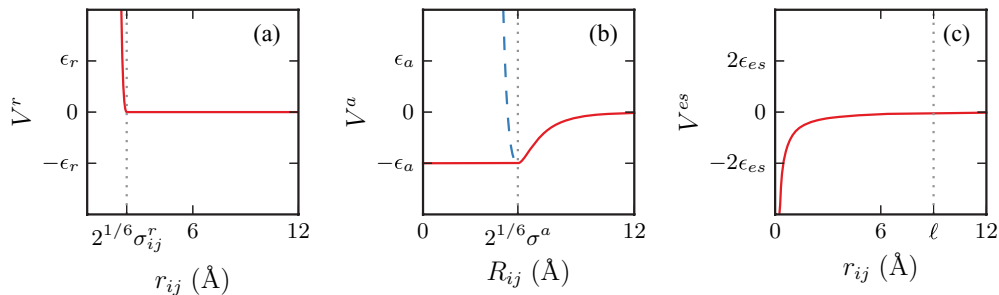 (a)
V^r
ϵ_r
0
−ϵ_r
2^{1/6}σ^r_{ij}
6
12
r_{ij} (Å)
(b)
V^a
ϵ_a
0
−ϵ_a
0
2^{1/6}σ^a
12
R_{ij} (Å)
(c)
V^{es}
2ϵ_{es}
0
−2ϵ_{es}
0
6
ℓ
12
r_{ij} (Å)